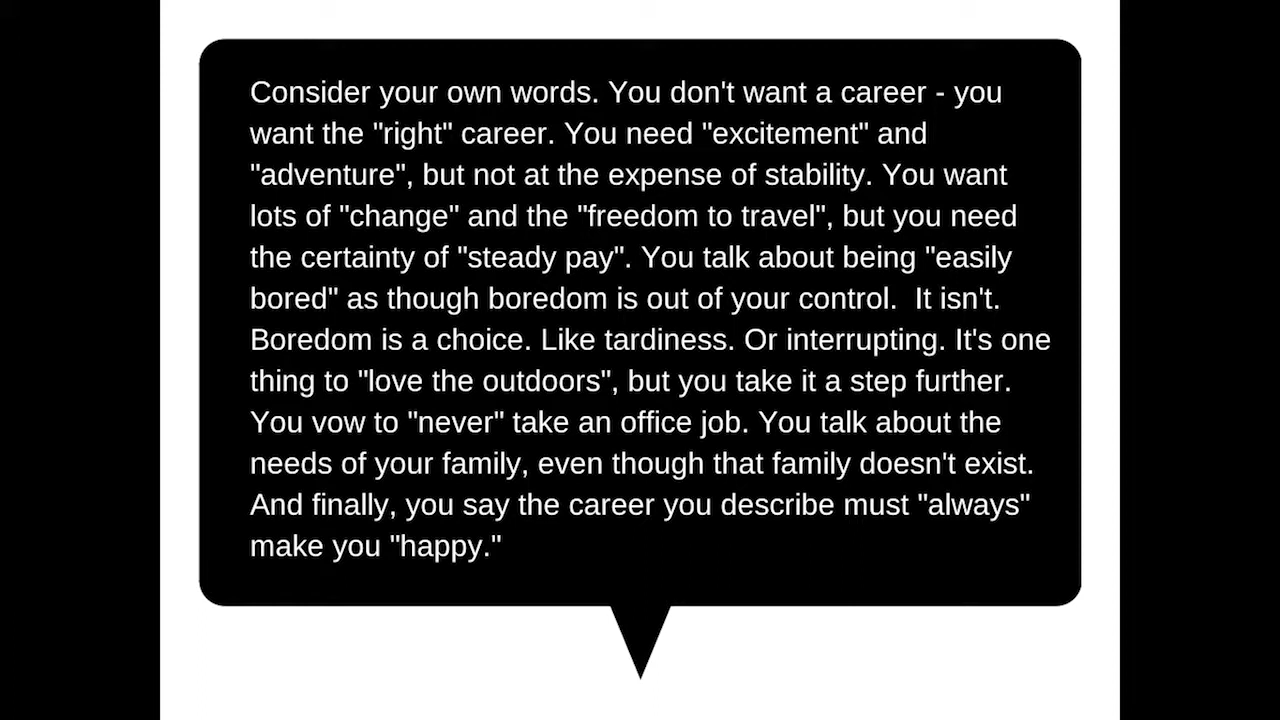 Consider your own words. You don't want a career - you
want the "right" career. You need "excitement" and
"adventure", but not at the expense of stability. You want
lots of "change" and the "freedom to travel", but you need
the certainty of "steady pay". You talk about being "easily
bored" as though boredom is out of your control.  It isn't.
Boredom is a choice. Like tardiness. Or interrupting. It's one
thing to "love the outdoors", but you take it a step further.
You vow to "never" take an office job. You talk about the
needs of your family, even though that family doesn't exist.
And finally, you say the career you describe must "always"
make you "happy."